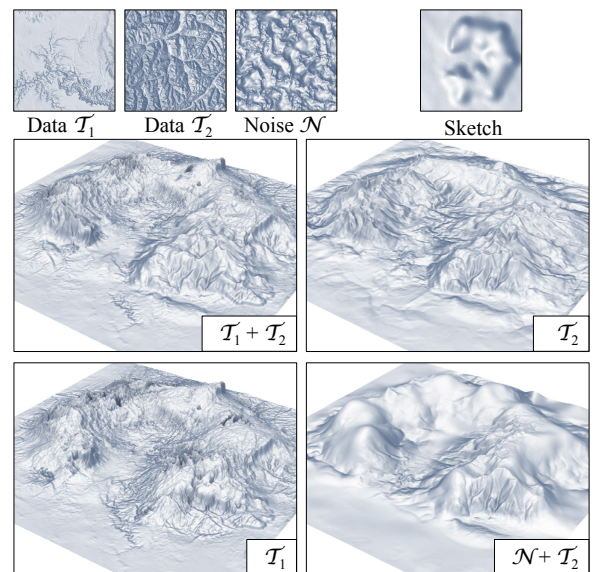 Data 𝒯₁ Data 𝒯₂ Noise 𝒩 Sketch
𝒯₁ + 𝒯₂ 𝒯₂
𝒯₁ 𝒩 + 𝒯₂